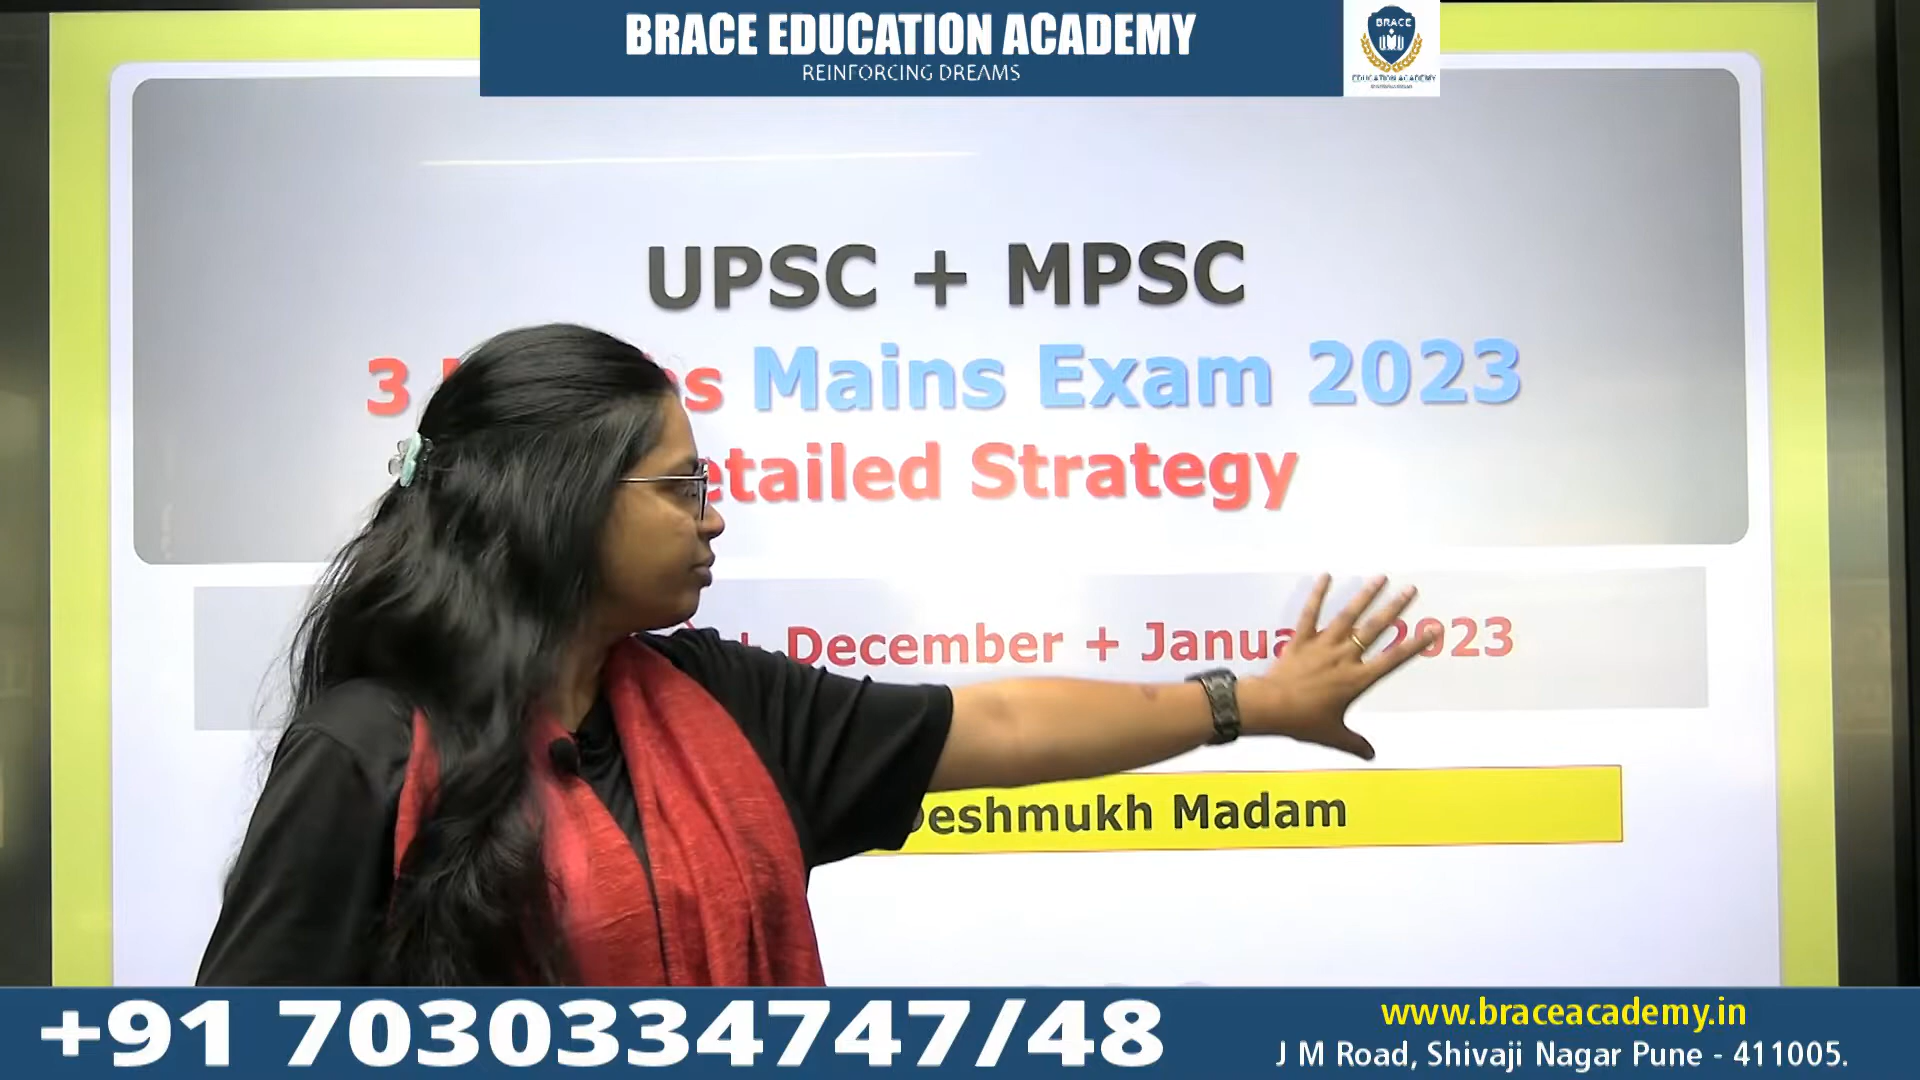 BRACE EDUCATION ACADEMY
REINFORCING DREAMS
BRACE
EDUCATION ACADEMY
UPSC + MPSC
3 Mains Exam 2023
Strategy
+ December + 2023
Madam
+91 7030334747/48
www.braceacademy.in
J M Road, Shivaji Nagar Pune - 411005.